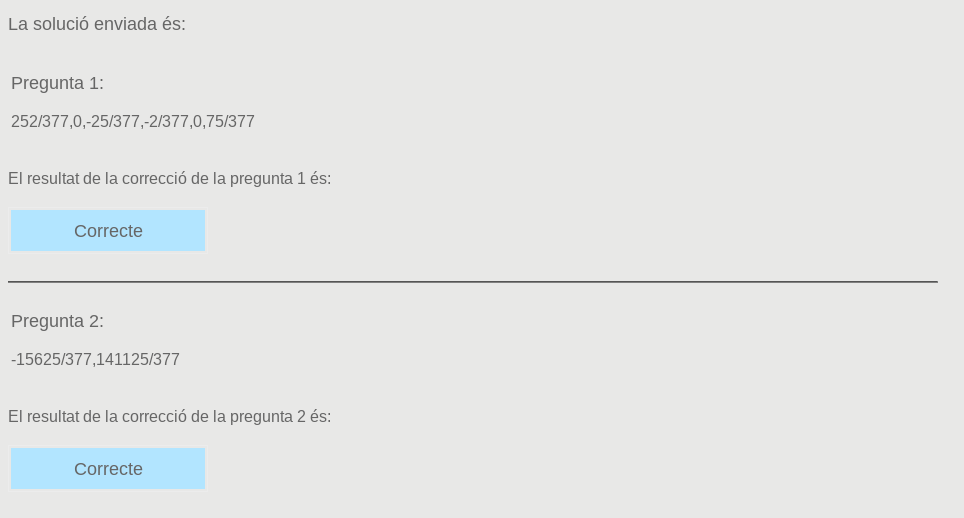 La solució enviada és:
Pregunta 1:
252/377,0,-25/377,-2/377,0,75/377
El resultat de la correcció de la pregunta 1 és:
Correcte
Pregunta 2:
-15625/377,141125/377
El resultat de la correcció de la pregunta 2 és:
Correcte